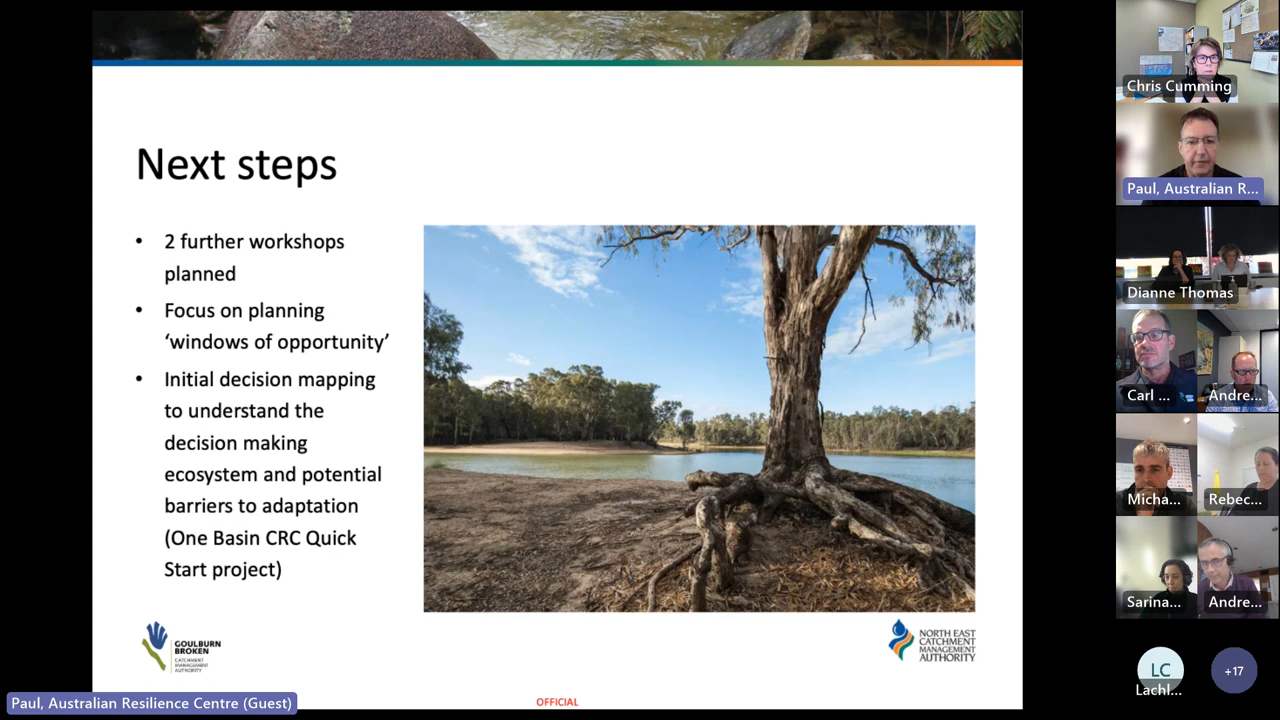 Next steps
• 2 further workshops
planned
• Focus on planning
‘windows of opportunity’
• Initial decision mapping
to understand the
decision making
ecosystem and potential
barriers to adaptation
(One Basin CRC Quick
Start project)
GOULBURN
BROKEN
CATCHMENT
MANAGEMENT
AUTHORITY
NORTH EAST
CATCHMENT
MANAGEMENT
AUTHORITY
OFFICIAL
Paul, Australian Resilience Centre (Guest)
Chris Cumming
Paul, Australian R...
Dianne Thomas
Carl ...
Andre...
Micha...
Rebec...
Sarina...
Andre...
LC
Lachl...
+17